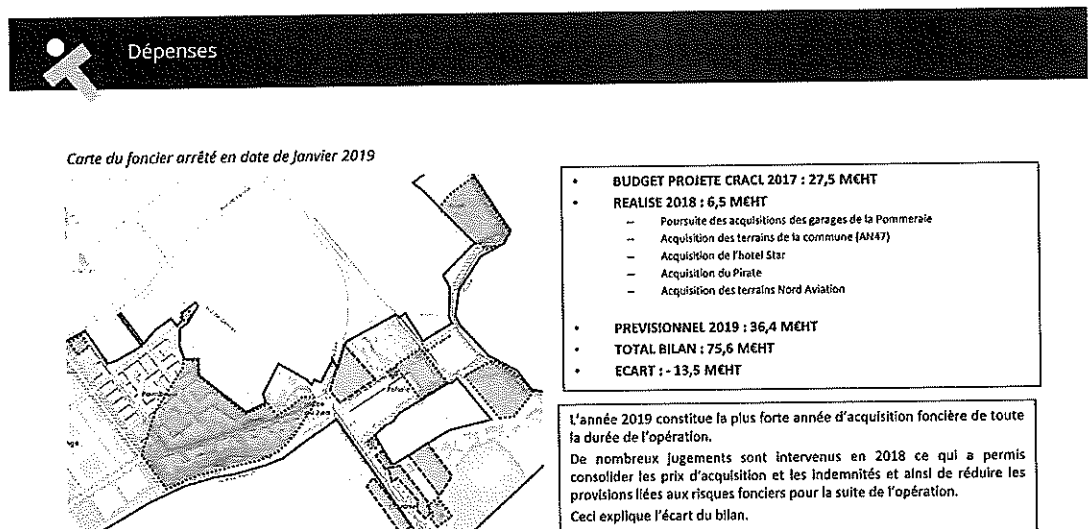 Dépenses
Carte du foncier arrêté en date de Janvier 2019
• BUDGET PROJETE CRACL 2017 : 27,5 M€HT
• REALISE 2018 : 6,5 M€HT
– Poursuite des acquisitions des garages de la Pommeraie
– Acquisition des terrains de la commune (AN47)
– Acquisition de l'hotel Star
– Acquisition du Pirate
– Acquisition des terrains Nord Aviation
• PREVISIONNEL 2019 : 36,4 M€HT
• TOTAL BILAN : 75,6 M€HT
• ECART : - 13,5 M€HT
L'année 2019 constitue la plus forte année d'acquisition foncière de toute
la durée de l'opération.
De nombreux jugements sont intervenus en 2018 ce qui a permis
consolider les prix d'acquisition et les indemnités et ainsi de réduire les
provisions liées aux risques fonciers pour la suite de l'opération.
Ceci explique l'écart du bilan.